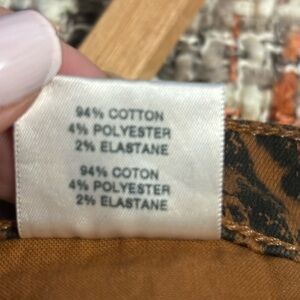 94% COTTON
4% POLYESTER
2% ELASTANE
94% COTON
4% POLYESTER
2% ELASTANE